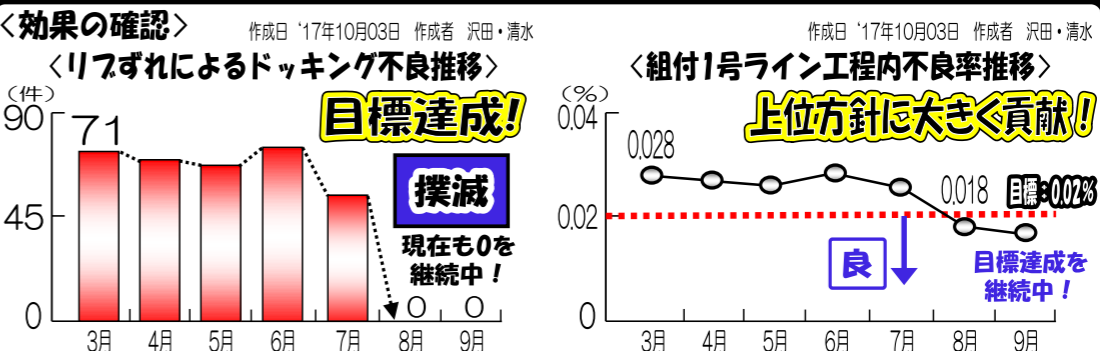 〈効果の確認〉
作成日 ‘17年10月03日 作成者 沢田・清水
〈リブずれによるドッキング不良推移〉
(件)
90
45
0
71
目標達成!
撲滅
現在も0を
継続中！
0 0
3月 4月 5月 6月 7月 8月 9月
作成日 ‘17年10月03日 作成者 沢田・清水
〈組付1号ライン工程内不良率推移〉
(%)
0.04
0.02
0
上位方針に大きく貢献！
0.028
0.018
目標：0.02%
良
目標達成を
継続中！
3月 4月 5月 6月 7月 8月 9月